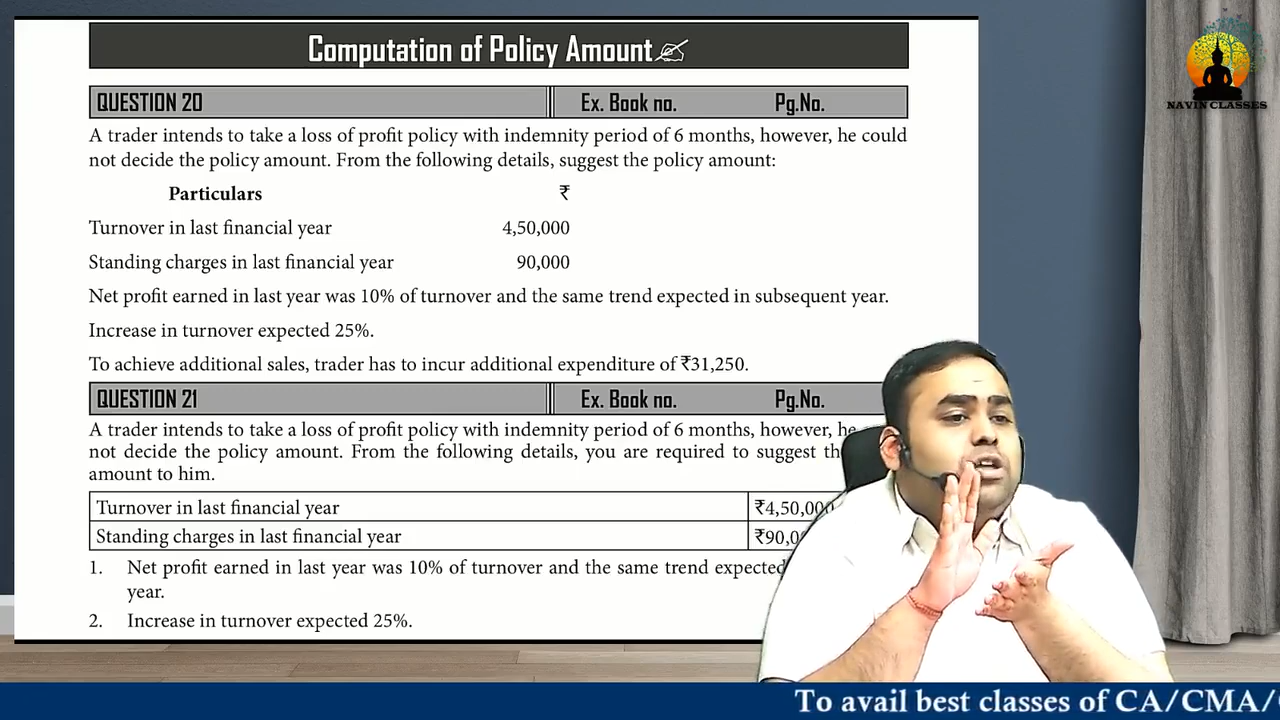 Computation of Policy Amount
NAVIN CLASSES
QUESTION 20 Ex. Book no. Pg.No.
A trader intends to take a loss of profit policy with indemnity period of 6 months, however, he could
not decide the policy amount. From the following details, suggest the policy amount:
Particulars ₹
Turnover in last financial year 4,50,000
Standing charges in last financial year 90,000
Net profit earned in last year was 10% of turnover and the same trend expected in subsequent year.
Increase in turnover expected 25%.
To achieve additional sales, trader has to incur additional expenditure of ₹31,250.
QUESTION 21 Ex. Book no. Pg.No.
A trader intends to take a loss of profit policy with indemnity period of 6 months, however, he
not decide the policy amount. From the following details, you are required to suggest
amount to him.
Turnover in last financial year ₹4,50,000
Standing charges in last financial year
1. Net profit earned in last year was 10% of turnover and the same trend expected
year.
2. Increase in turnover expected 25%.
To avail best classes of CA/CMA/